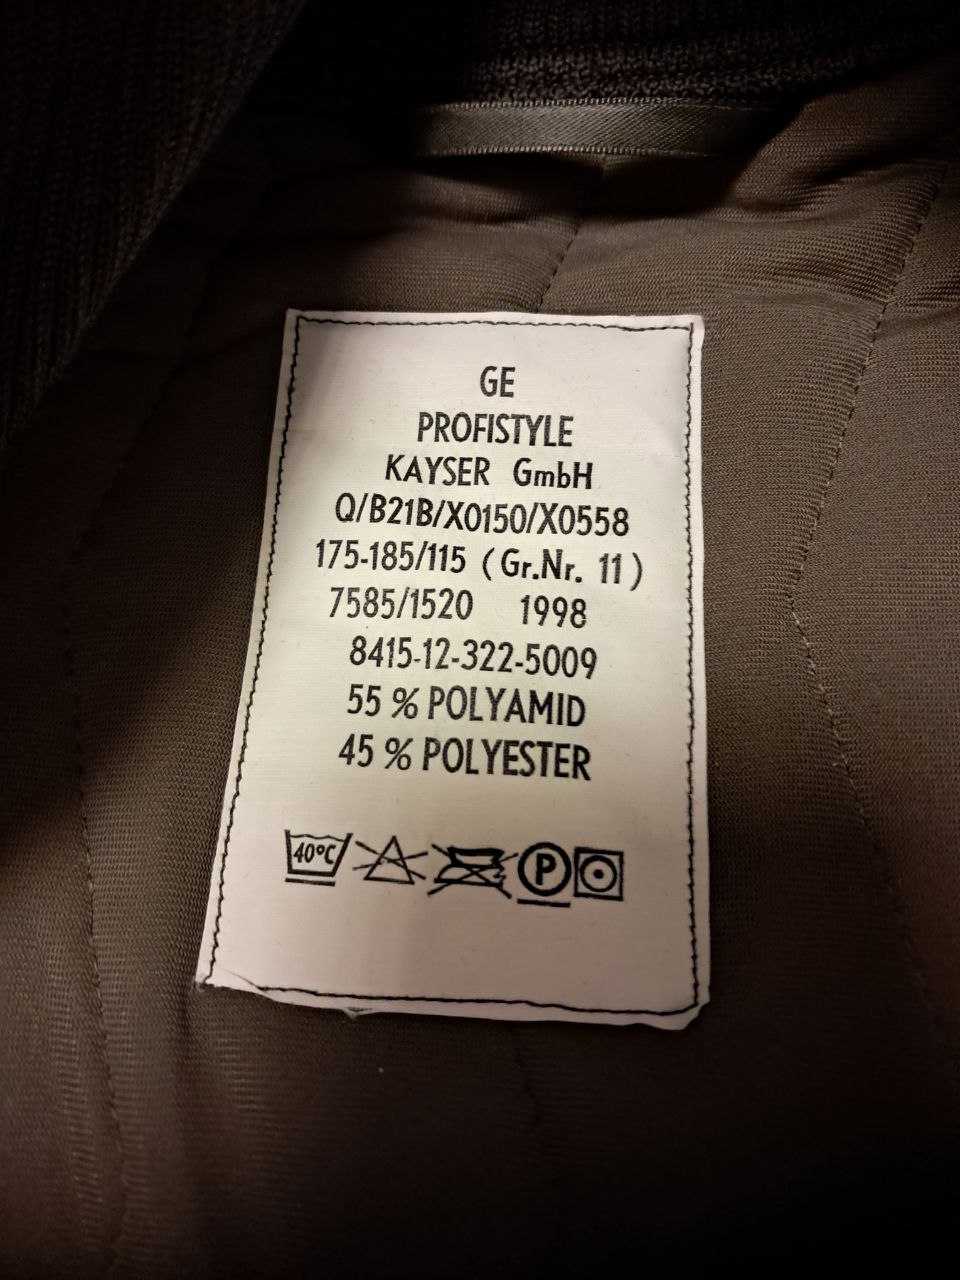 GE
PROFISTYLE
KAYSER GmbH
Q/B21B/X0150/X0558
175-185/115 (Gr.Nr. 11)
7585/1520 1998
8415-12-322-5009
55 % POLYAMID
45 % POLYESTER
40°C P